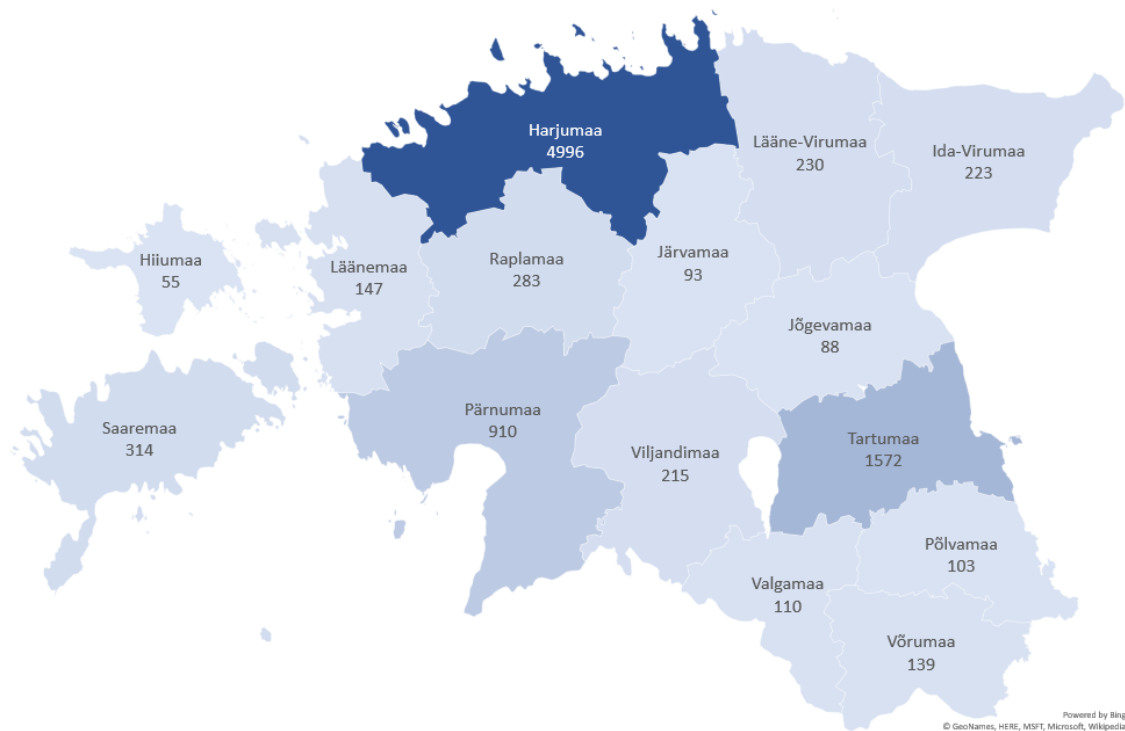 Harjumaa
4996
Lääne-Virumaa
230
Ida-Virumaa
223
Hiiumaa
55
Läänemaa
147
Raplamaa
283
Järvamaa
93
Jõgevamaa
88
Saaremaa
314
Pärnumaa
910
Viljandimaa
215
Tartumaa
1572
Põlvamaa
103
Valgamaa
110
Võrumaa
139
Powered by Bing
© GeoNames, HERE, MSFT, Microsoft, Wikipedia